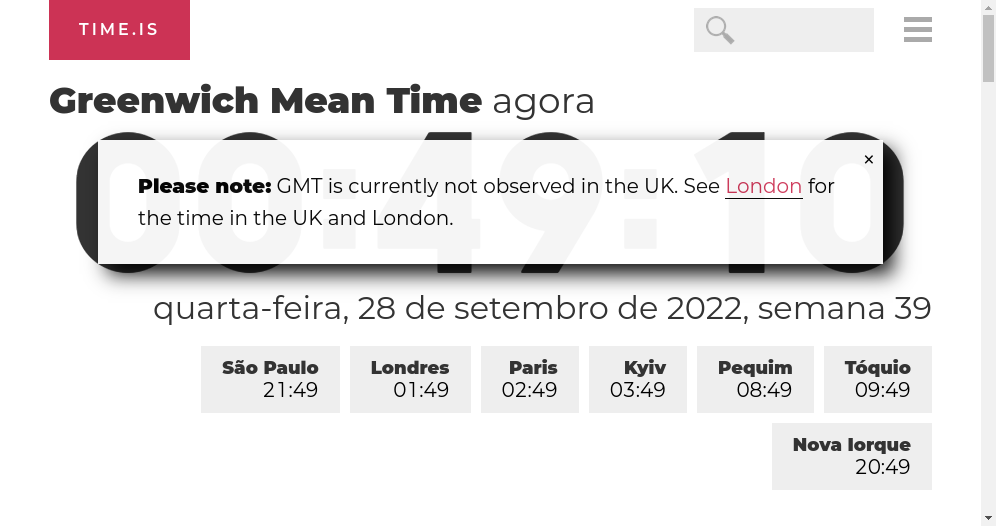 TIME.IS
Greenwich Mean Time agora
00:49:10
×
Please note: GMT is currently not observed in the UK. See London for
the time in the UK and London.
quarta-feira, 28 de setembro de 2022, semana 39
São Paulo
21:49
Londres
01:49
Paris
02:49
Kyiv
03:49
Pequim
08:49
Tóquio
09:49
Nova Iorque
20:49